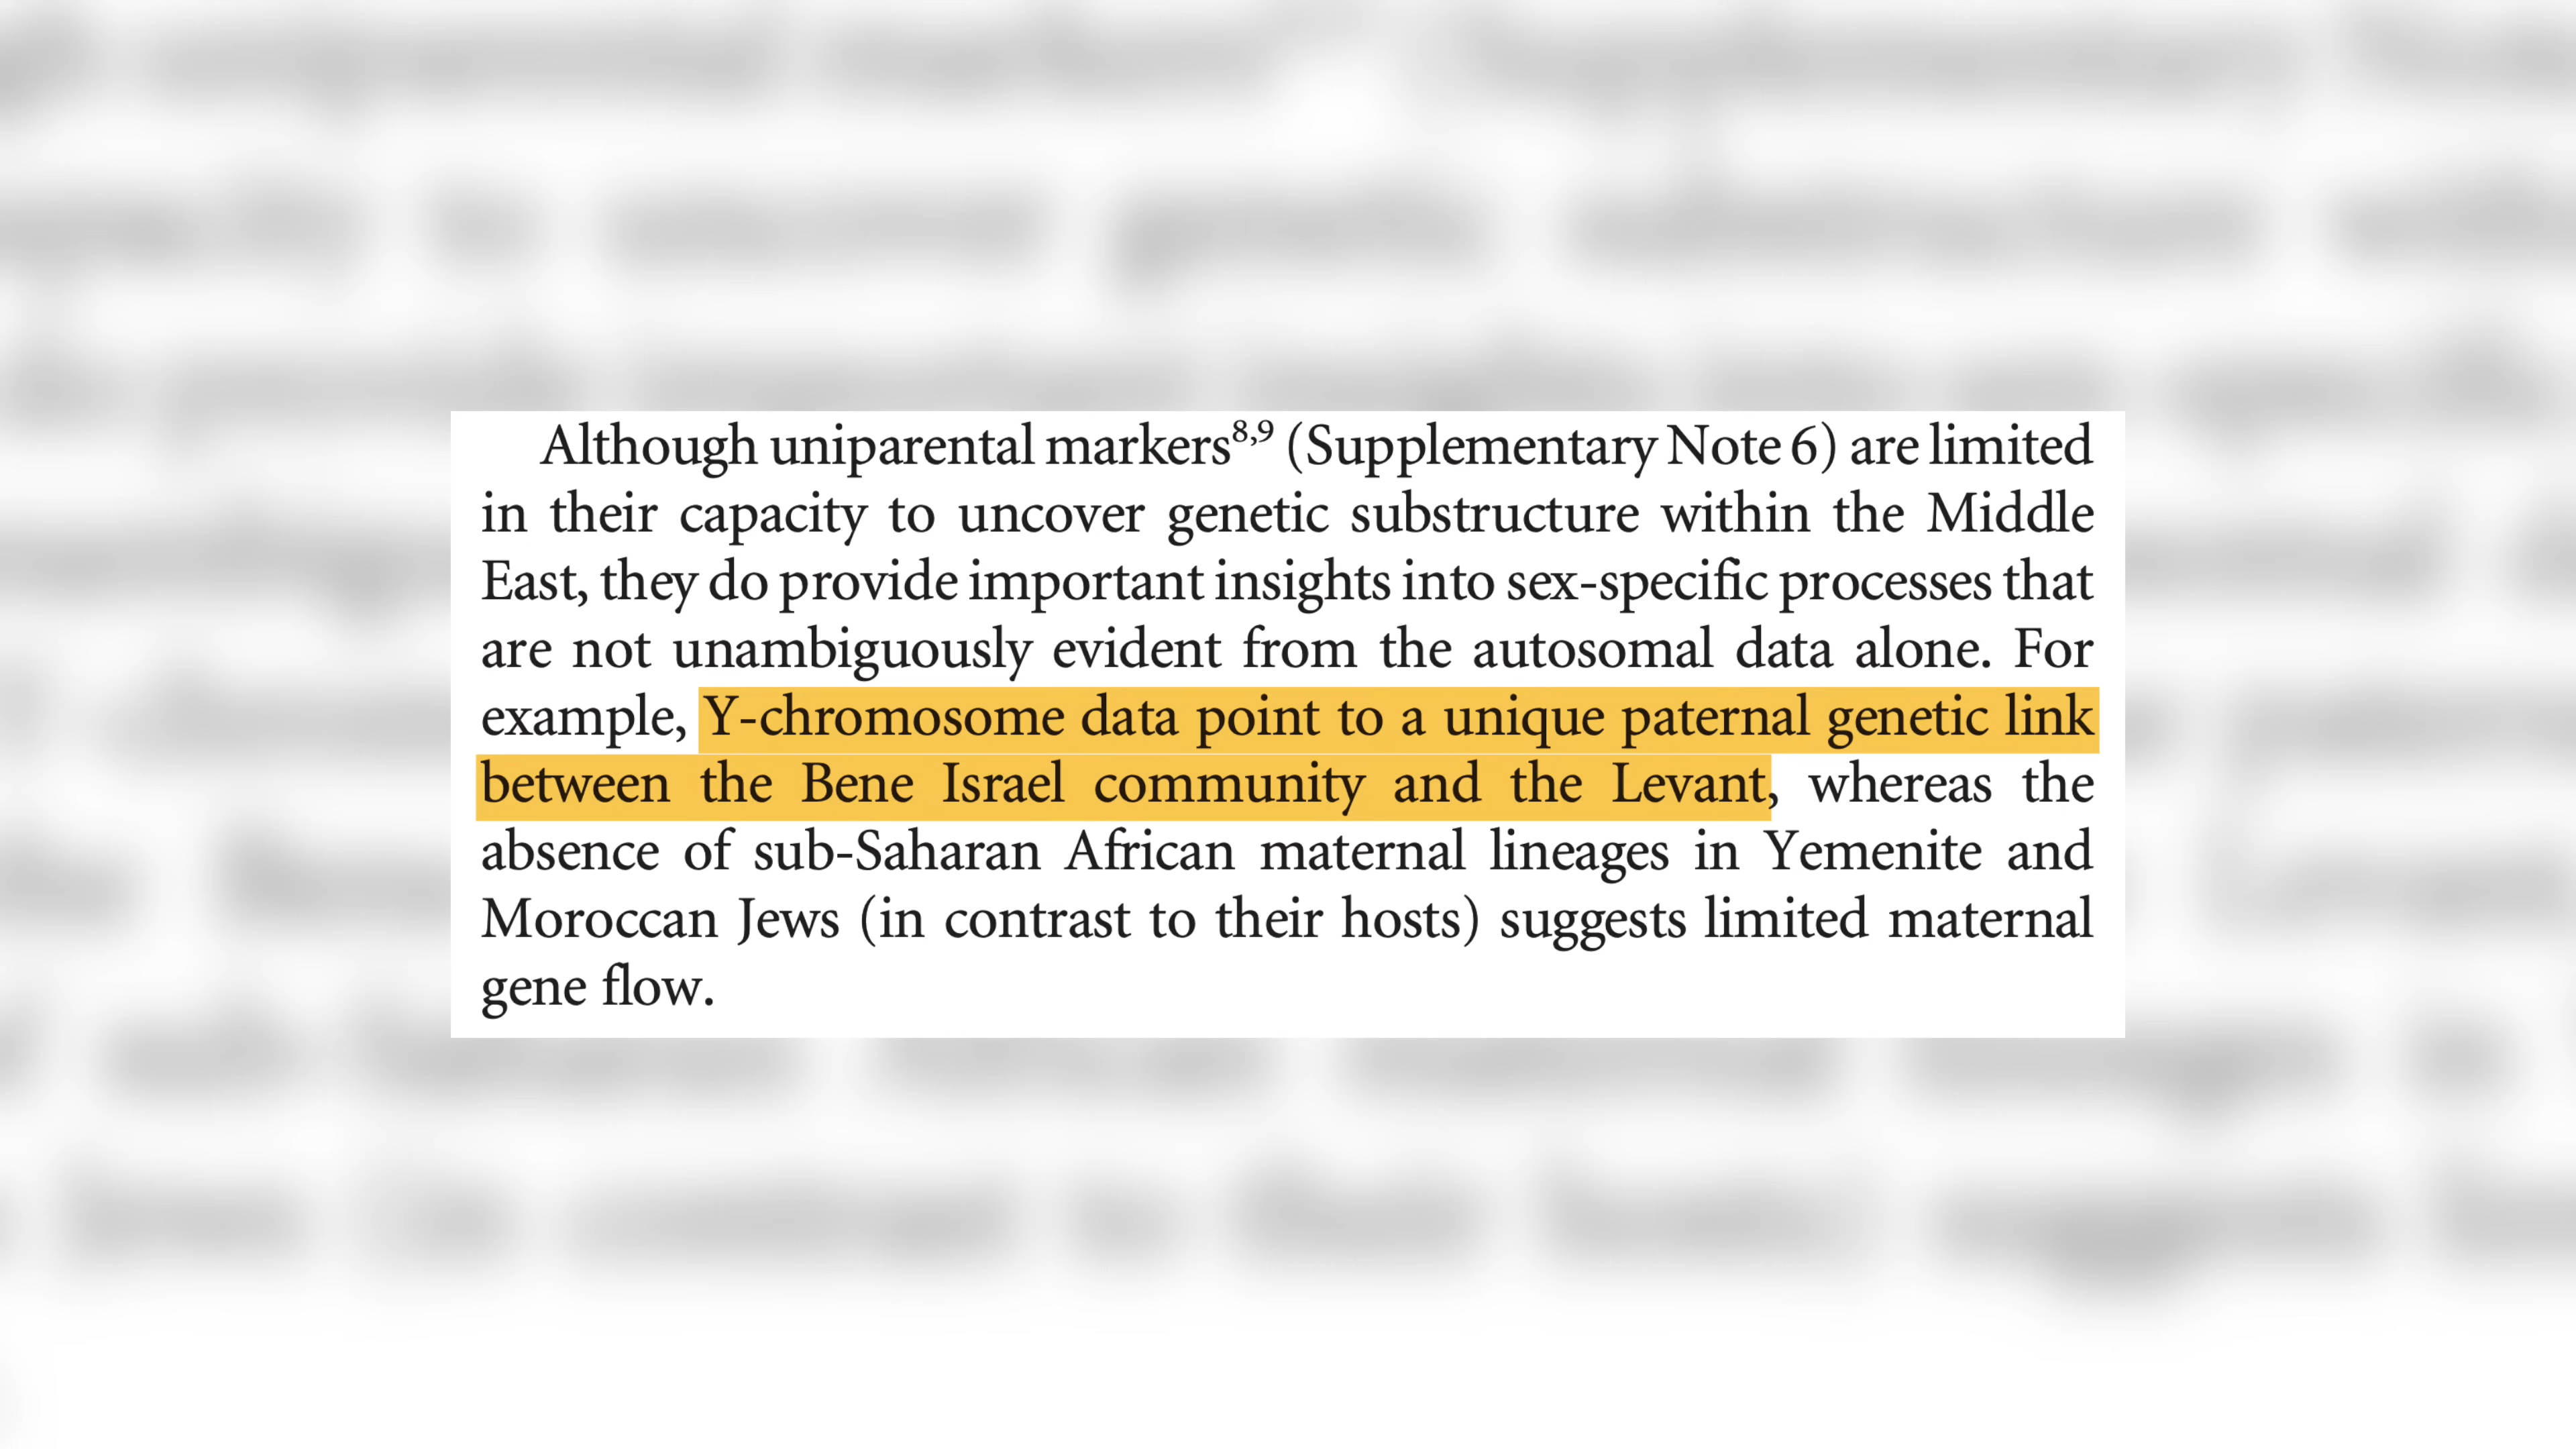 Although uniparental markers8,9 (Supplementary Note 6) are limited
in their capacity to uncover genetic substructure within the Middle
East, they do provide important insights into sex-specific processes that
are not unambiguously evident from the autosomal data alone. For
example, Y-chromosome data point to a unique paternal genetic link
between the Bene Israel community and the Levant, whereas the
absence of sub-Saharan African maternal lineages in Yemenite and
Moroccan Jews (in contrast to their hosts) suggests limited maternal
gene flow.